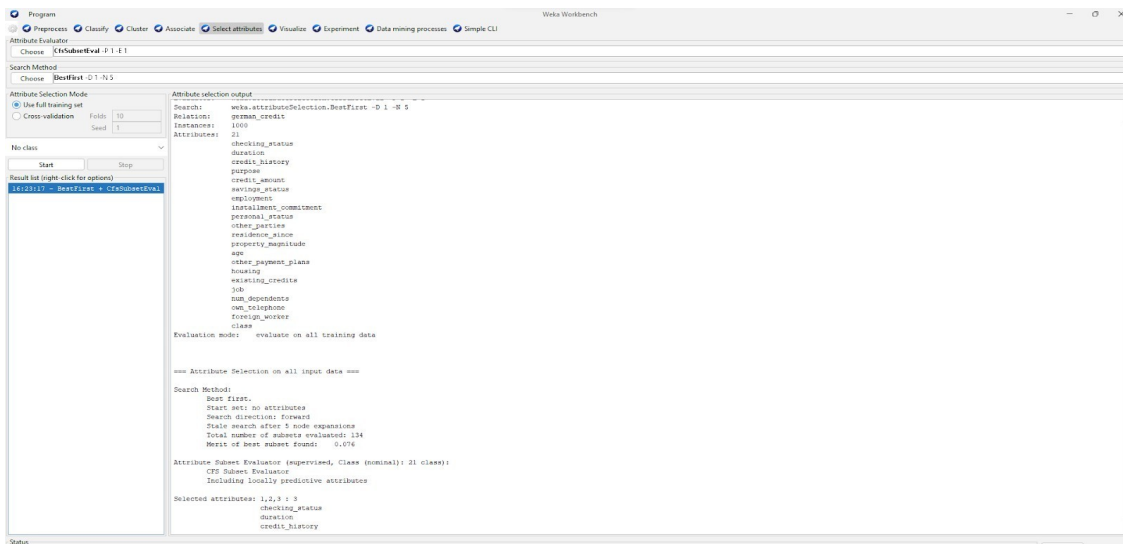 Program
Weka Workbench
Preprocess Classify Cluster Associate Select attributes Visualize Experiment Data mining processes Simple CLI
Attribute Evaluator
Choose CfsSubsetEval -P 1 -E 1
Search Method
Choose BestFirst -D 1 -N 5
Attribute Selection Mode
Use full training set
Cross-validation Folds 10
Seed 1
No class
Start Stop
Result list (right-click for options)
16:23:17 - BestFirst + CfsSubsetEval
Attribute selection output
Search: weka.attributeSelection.BestFirst -D 1 -N 5
Relation: german_credit
Instances: 1000
Attributes: 21
checking_status
duration
credit_history
purpose
credit_amount
savings_status
employment
installment_commitment
personal_status
other_parties
residence_since
property_magnitude
age
other_payment_plans
housing
existing_credits
job
num_dependents
own_telephone
foreign_worker
class
Evaluation mode: evaluate on all training data
=== Attribute Selection on all input data ===
Search Method:
Best first.
Start set: no attributes
Search direction: forward
Stale search after 5 node expansions
Total number of subsets evaluated: 134
Merit of best subset found: 0.076
Attribute Subset Evaluator (supervised, Class (nominal): 21 class):
CFS Subset Evaluator
Including locally predictive attributes
Selected attributes: 1,2,3 : 3
checking_status
duration
credit_history
Status